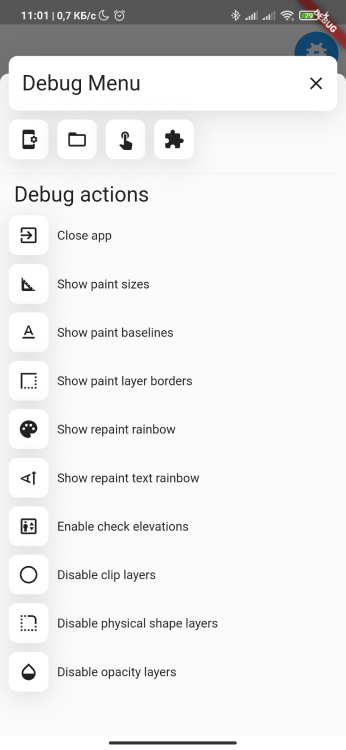 11:01 | 0,7 КБ/с
79
DEBUG
Debug Menu
Debug actions
Close app
Show paint sizes
Show paint baselines
Show paint layer borders
Show repaint rainbow
Show repaint text rainbow
Enable check elevations
Disable clip layers
Disable physical shape layers
Disable opacity layers